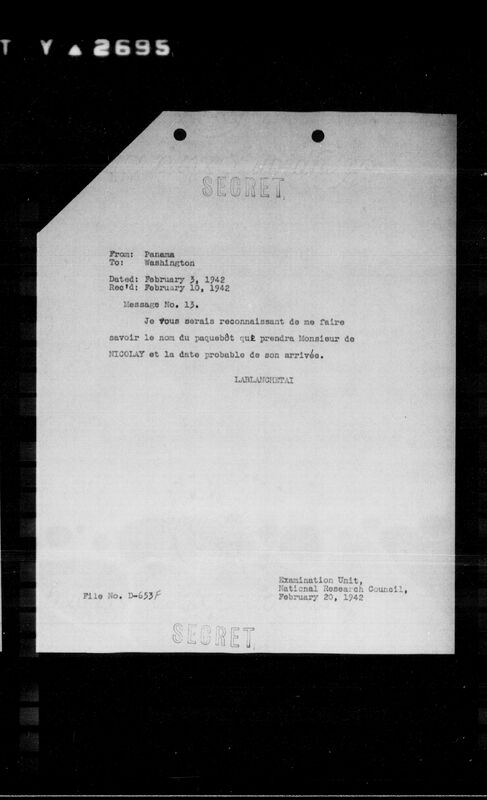 T Y ▲ 2695
SECRET
From: Panama
To: Washington
Dated: February 3, 1942
Rec'd: February 10, 1942
Message No. 13.
Je vous serais reconnaissant de me faire
savoir le nom du paquebôt que prendra Monsieur de
NICOLAY et la date probable de son arrivée.
LABLANCHETAI
Examination Unit,
National Research Council,
February 20, 1942
File No. D-653F
SECRET